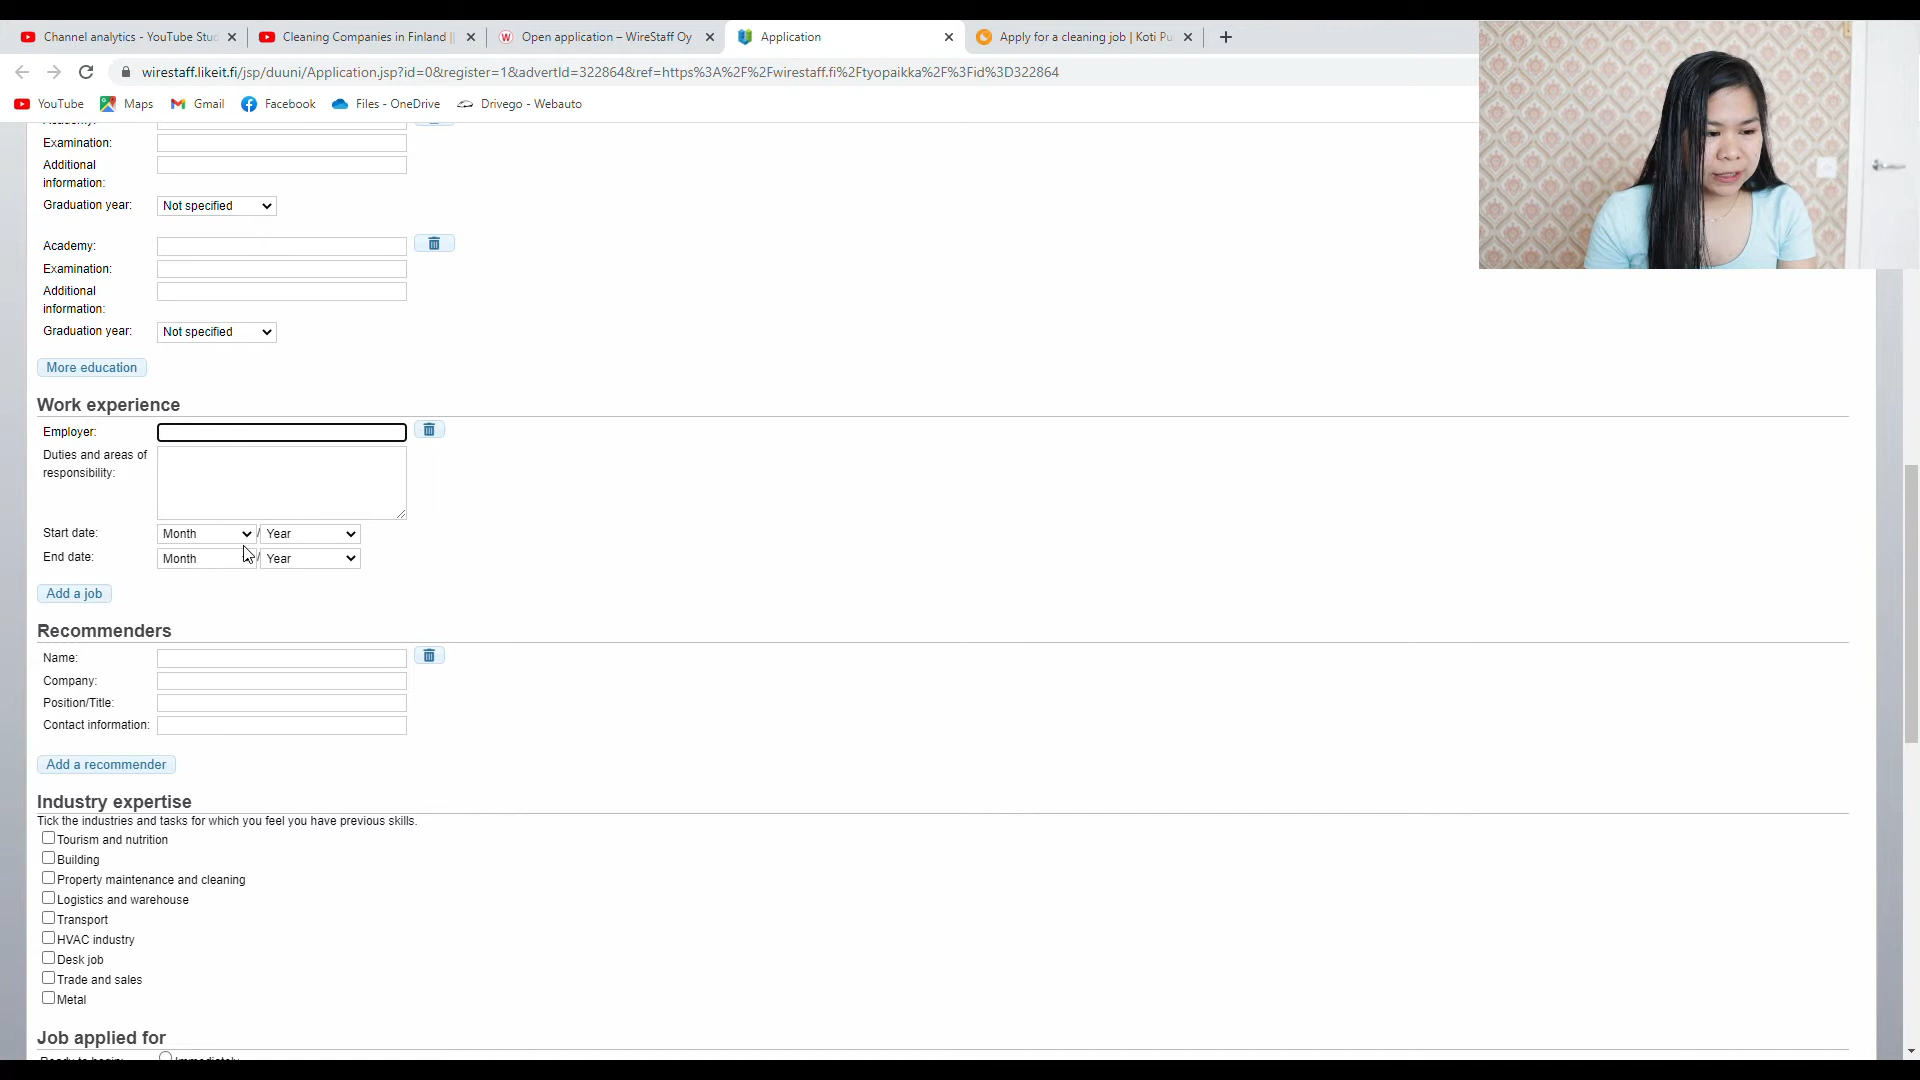 Channel analytics - YouTube Stu
Cleaning Companies in Finland ||
Open application – WireStaff Oy
Application
Apply for a cleaning job | Koti Pu
wirestaff.likeit.fi/jsp/duuni/Application.jsp?id=0&register=1&advertId=322864&ref=https%3A%2F%2Fwirestaff.fi%2Ftyopaikka%2F%3Fid%3D322864
YouTube
Maps
Gmail
Facebook
Files - OneDrive
Drivego - Webauto
Academy:
Examination:
Additional
information:
Graduation year: Not specified
Academy:
Examination:
Additional
information:
Graduation year: Not specified
More education
Work experience
Employer:
Duties and areas of
responsibility:
Start date: Month / Year
End date: Month / Year
Add a job
Recommenders
Name:
Company:
Position/Title:
Contact information:
Add a recommender
Industry expertise
Tick the industries and tasks for which you feel you have previous skills.
Tourism and nutrition
Building
Property maintenance and cleaning
Logistics and warehouse
Transport
HVAC industry
Desk job
Trade and sales
Metal
Job applied for
Ready to begin: Immediately